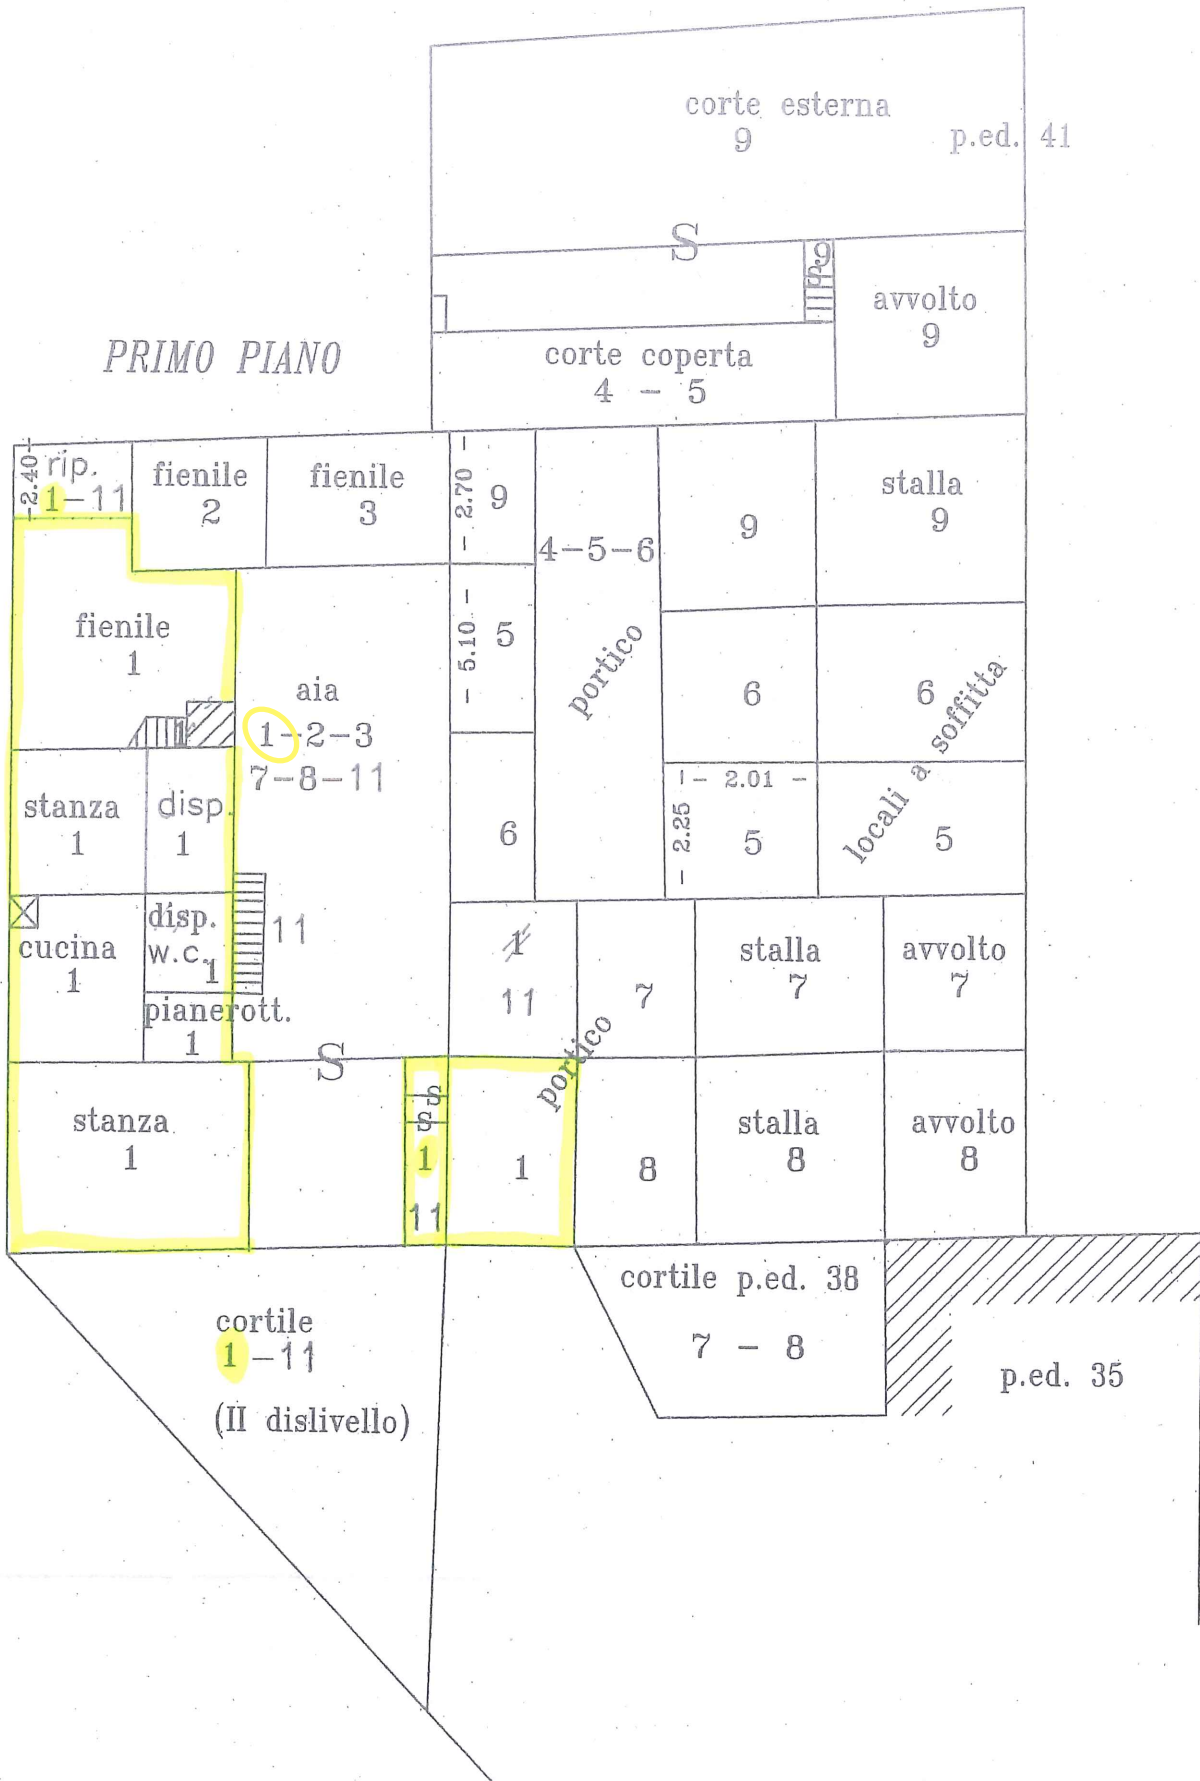 corte esterna
9
p.ed. 41
S
S
9
avvolto
9
PRIMO PIANO
corte coperta
4 - 5
-2.40-
rip.
1-11
fienile
2
fienile
3
- 2.70 -
9
4-5-6
portico
9
stalla
9
fienile
1
1
aia
1-2-3
7-8-11
- 5.10 -
5
6
6
6
locali a soffitta
- 2.01 -
- 2.25 -
5
5
stanza
1
disp.
1
cucina
1
disp.
w.c.
1
11
pianerott.
1
1
11
7
portico
stalla
7
avvolto
7
S
stanza
1
S
S
1
11
1
8
stalla
8
avvolto
8
cortile
1-11
(II dislivello)
cortile p.ed. 38
7 - 8
p.ed. 35